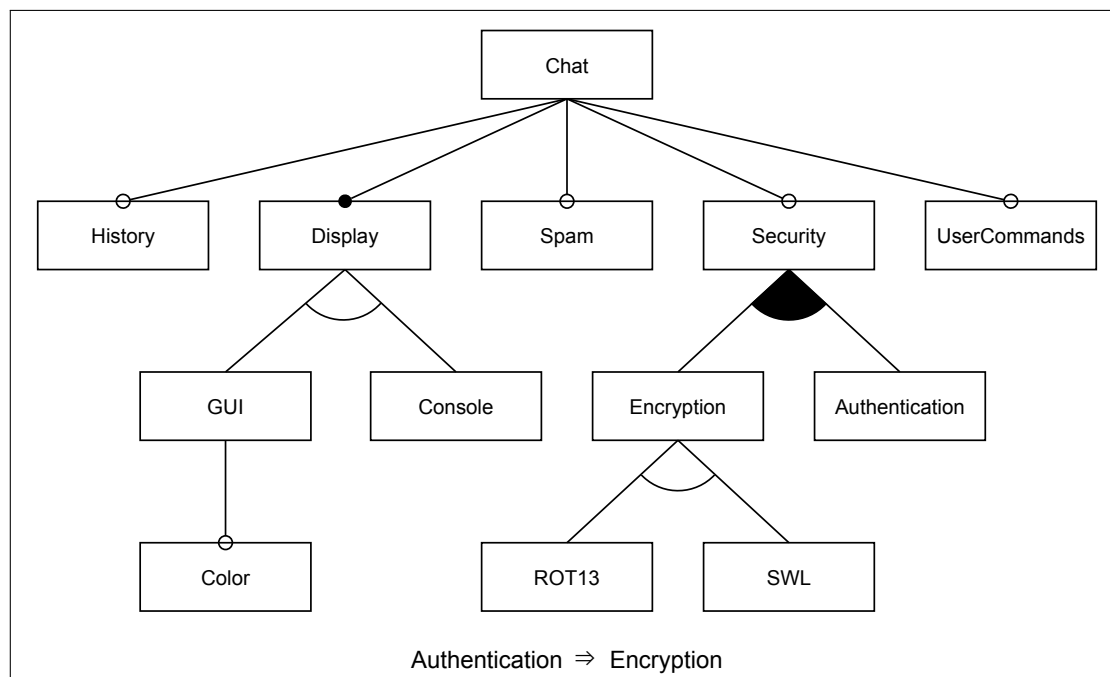 Chat
History
Display
Spam
Security
UserCommands
GUI
Console
Encryption
Authentication
Color
ROT13
SWL
Authentication ⇒ Encryption